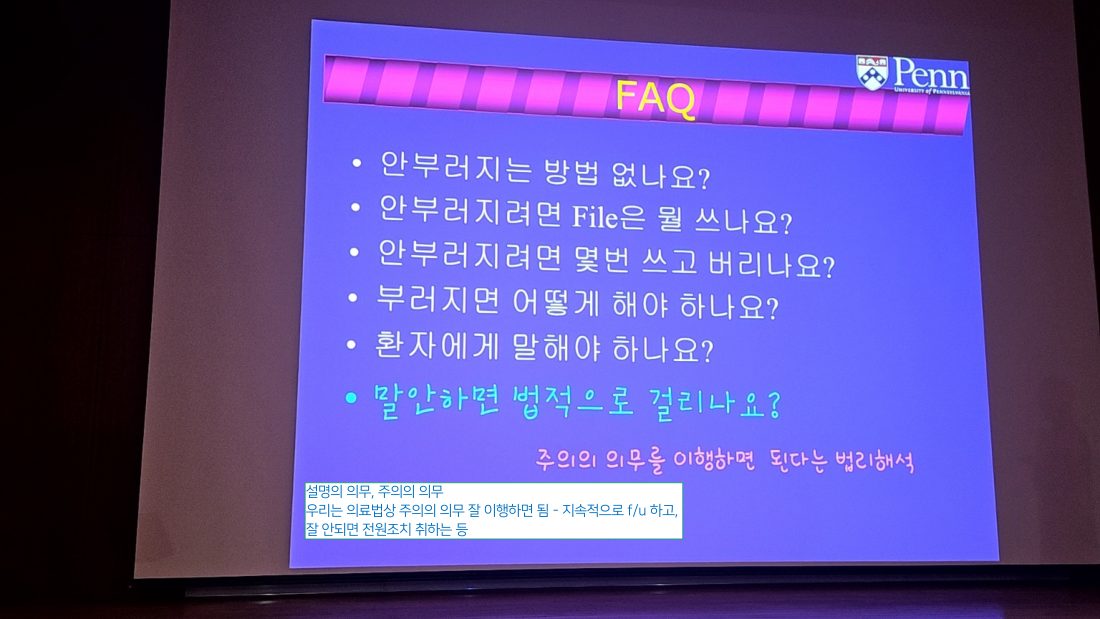 Penn
UNIVERSITY of PENNSYLVANIA
FAQ
• 안부러지는 방법 없나요?
• 안부러지려면 File은 뭘 쓰나요?
• 안부러지려면 몇번 쓰고 버리나요?
• 부러지면 어떻게 해야 하나요?
• 환자에게 말해야 하나요?
• 말안하면 법적으로 걸리나요?
주의의 의무를 이행하면 된다는 법리해석
설명의 의무, 주의의 의무
우리는 의료법상 주의의 의무 잘 이행하면 됨 - 지속적으로 f/u 하고,
잘 안되면 전원조치 취하는 등